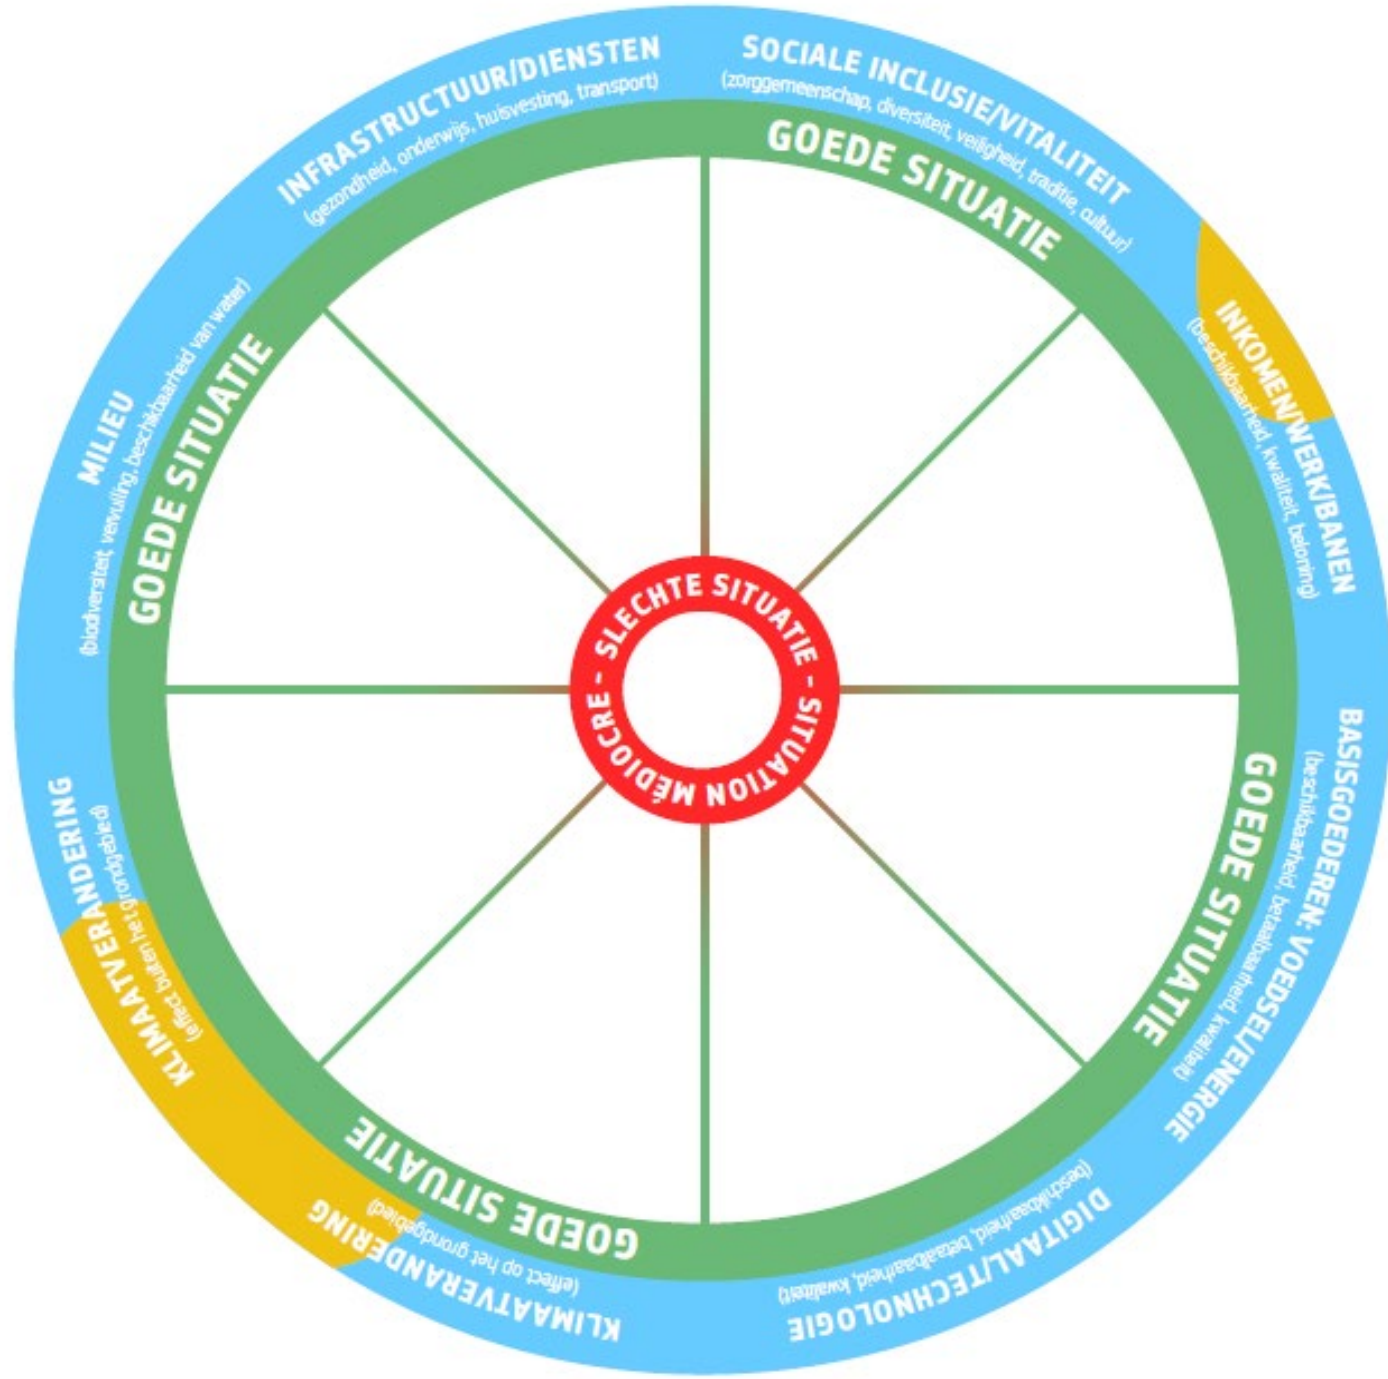 SOCIALE INCLUSIE/VITALITEIT
(zorggemeenschap, diversiteit, veiligheid, traditie, cultuur)
INKOMEN/WERK/BANEN
(beschikbaarheid, kwaliteit, beloning)
BASISGOEDEREN: VOEDSEL/ENERGIE
(beschikbaarheid, betaalbaarheid, kwaliteit)
DIGITAAL/TECHNOLOGIE
(beschikbaarheid, betaalbaarheid, kwaliteit)
KLIMAATVERANDERING
(effect op het grondgebied)
KLIMAATVERANDERING
(effect buiten het grondgebied)
MILIEU
(biodiversiteit, vervuiling, beschikbaarheid van water)
INFRASTRUCTUUR/DIENSTEN
(gezondheid, onderwijs, huisvesting, transport)
GOEDE SITUATIE
GOEDE SITUATIE
GOEDE SITUATIE
GOEDE SITUATIE
- SLECHTE SITUATIE - SITUATION MÉDIOCRE